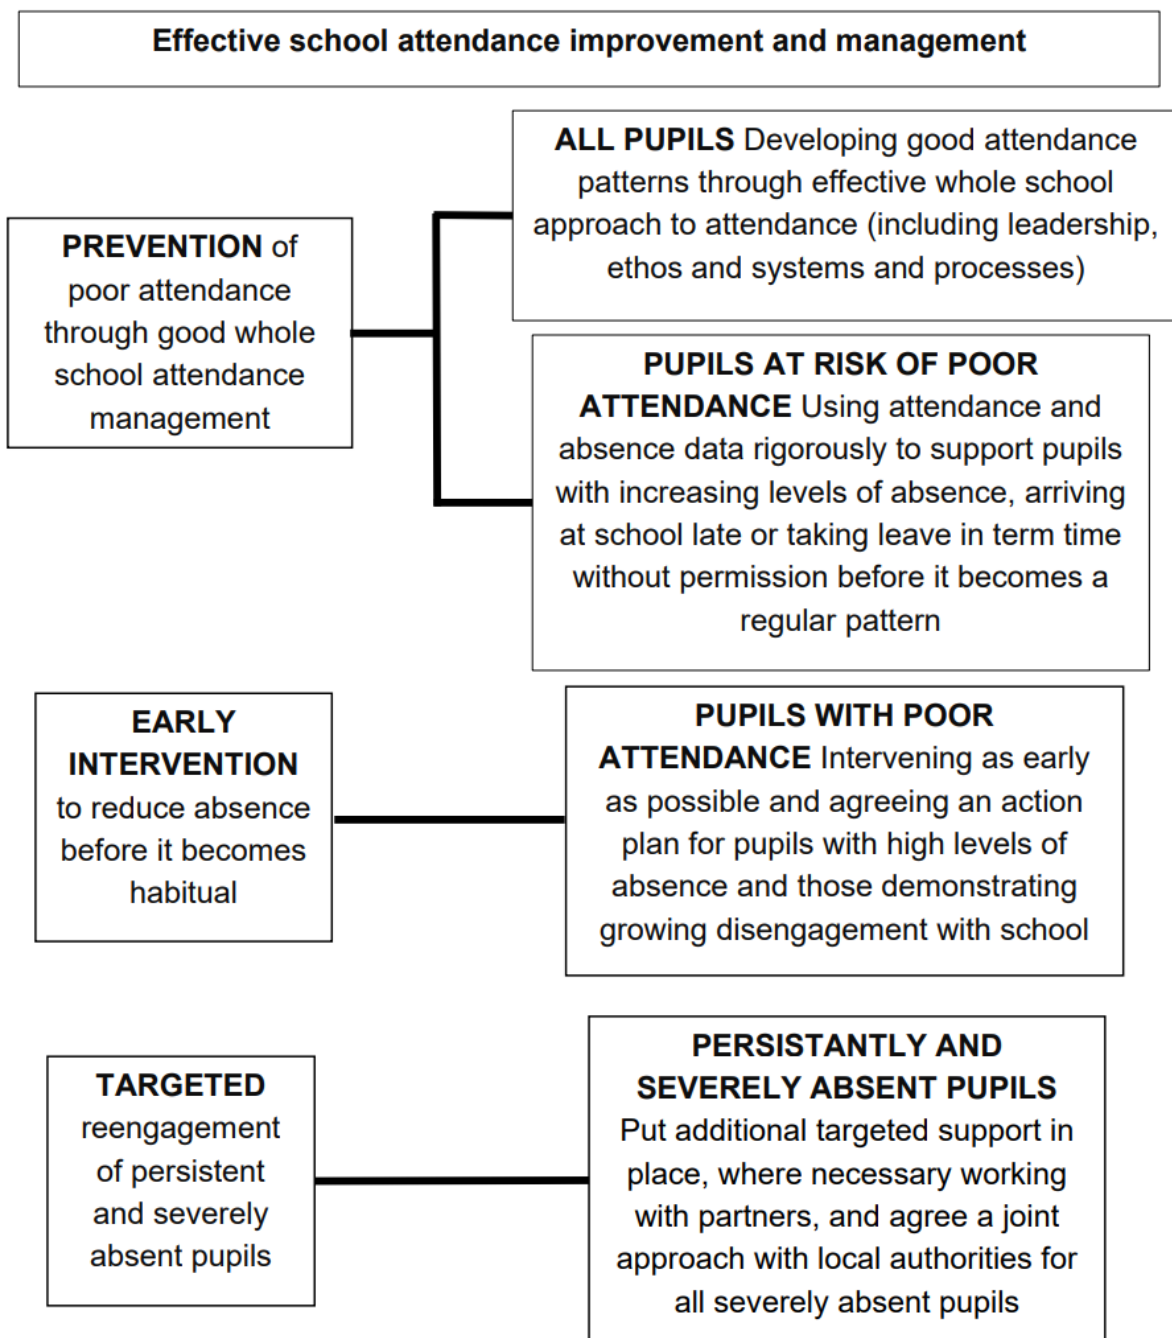 Effective school attendance improvement and management
ALL PUPILS Developing good attendance
patterns through effective whole school
approach to attendance (including leadership,
ethos and systems and processes)
PREVENTION of
poor attendance
through good whole
school attendance
management
PUPILS AT RISK OF POOR
ATTENDANCE Using attendance and
absence data rigorously to support pupils
with increasing levels of absence, arriving
at school late or taking leave in term time
without permission before it becomes a
regular pattern
EARLY
INTERVENTION
to reduce absence
before it becomes
habitual
PUPILS WITH POOR
ATTENDANCE Intervening as early
as possible and agreeing an action
plan for pupils with high levels of
absence and those demonstrating
growing disengagement with school
TARGETED
reengagement
of persistent
and severely
absent pupils
PERSISTANTLY AND
SEVERELY ABSENT PUPILS
Put additional targeted support in
place, where necessary working
with partners, and agree a joint
approach with local authorities for
all severely absent pupils